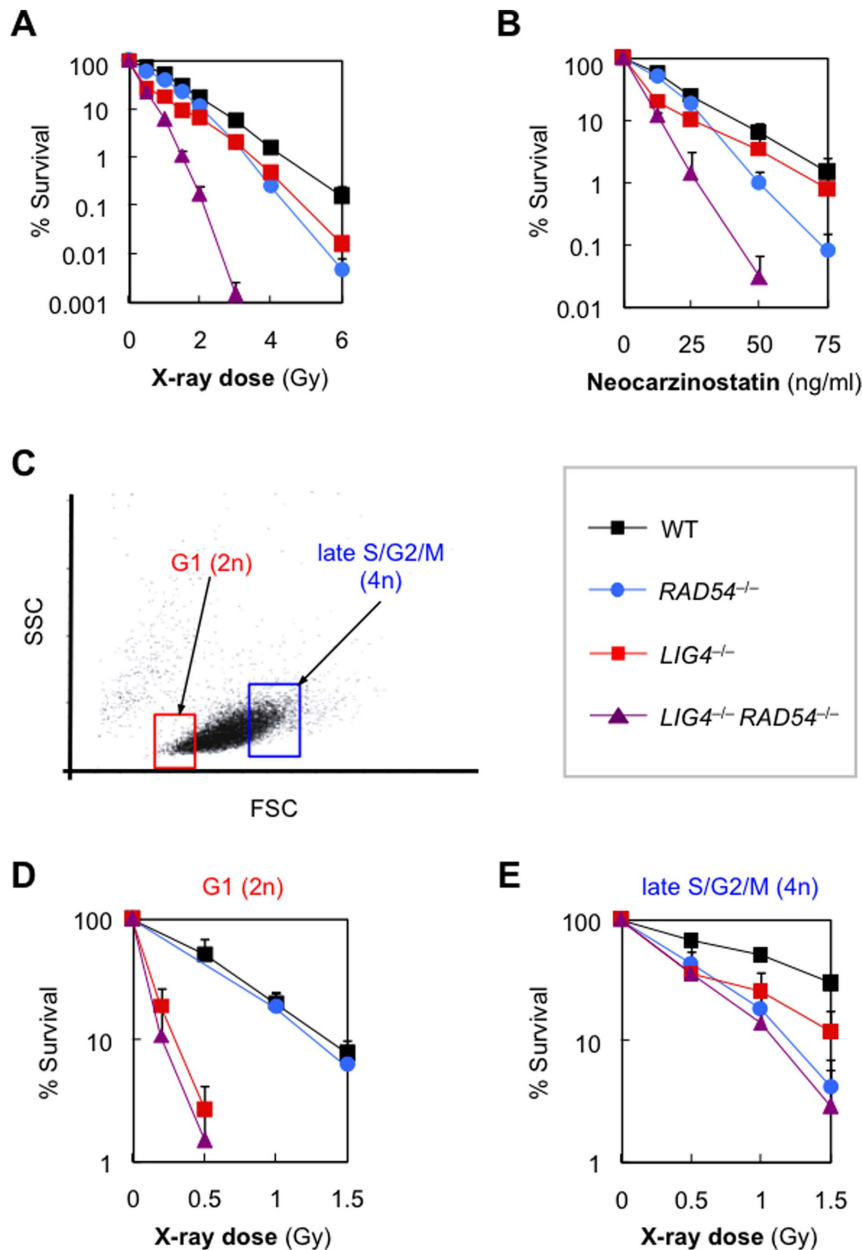 A
% Survival
100
10
1
0.1
0.01
0.001
0 2 4 6
X-ray dose (Gy)
B
% Survival
100
10
1
0.1
0.01
0 25 50 75
Neocarzinostatin (ng/ml)
C
SSC
G1 (2n)
late S/G2/M
(4n)
FSC
WT
RAD54–/–
LIG4–/–
LIG4–/– RAD54–/–
D
G1 (2n)
% Survival
100
10
1
0 0.5 1 1.5
X-ray dose (Gy)
E
late S/G2/M (4n)
% Survival
100
10
1
0 0.5 1 1.5
X-ray dose (Gy)